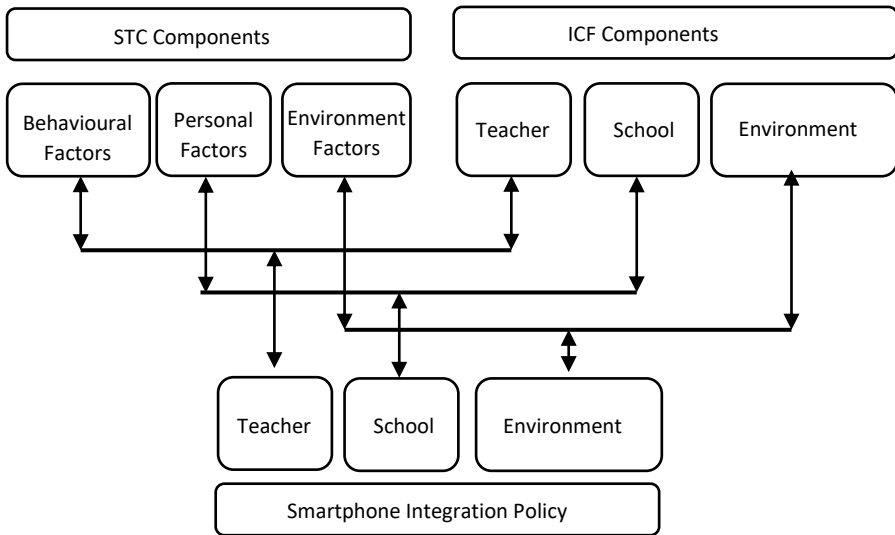 STC Components
ICF Components
Behavioural
Factors
Personal
Factors
Environment
Factors
Teacher
School
Environment
Teacher
School
Environment
Smartphone Integration Policy